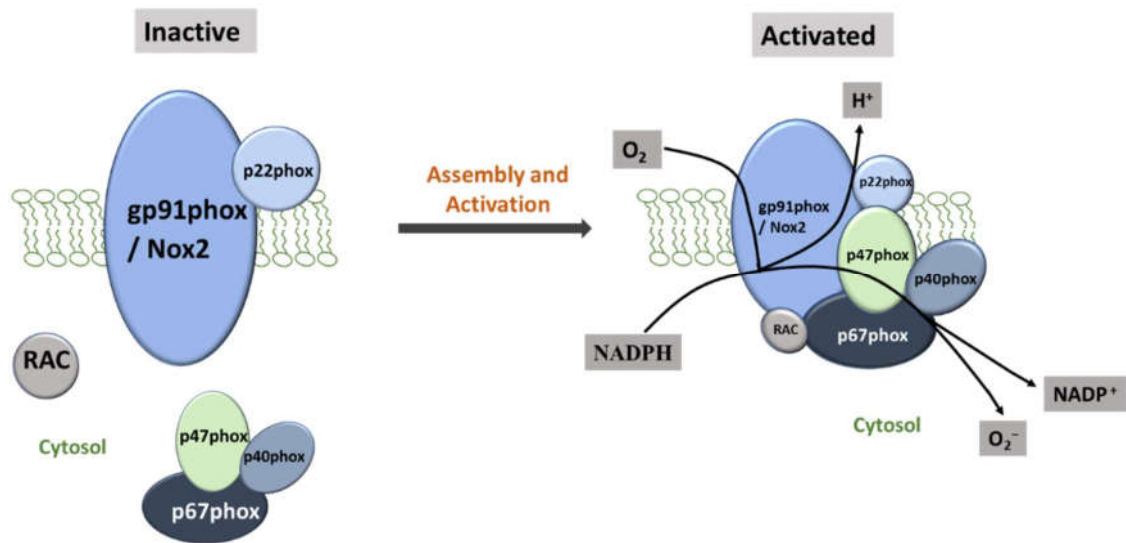 Inactive
p22phox
gp91phox
/ Nox2
RAC
Cytosol
p47phox
p40phox
p67phox
Assembly and
Activation
Activated
H⁺
O₂
p22phox
gp91phox
/ Nox2
p47phox
p40phox
RAC
p67phox
NADPH
NADP⁺
Cytosol
O₂⁻